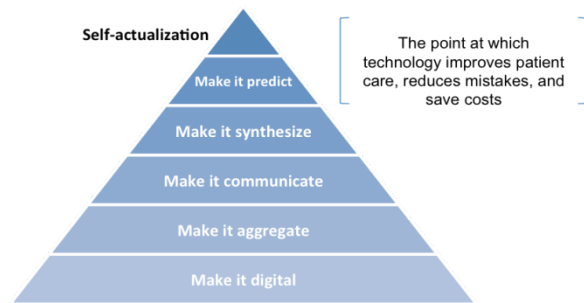 Self-actualization
The point at which
technology improves patient
care, reduces mistakes, and
save costs
Make it predict
Make it synthesize
Make it communicate
Make it aggregate
Make it digital